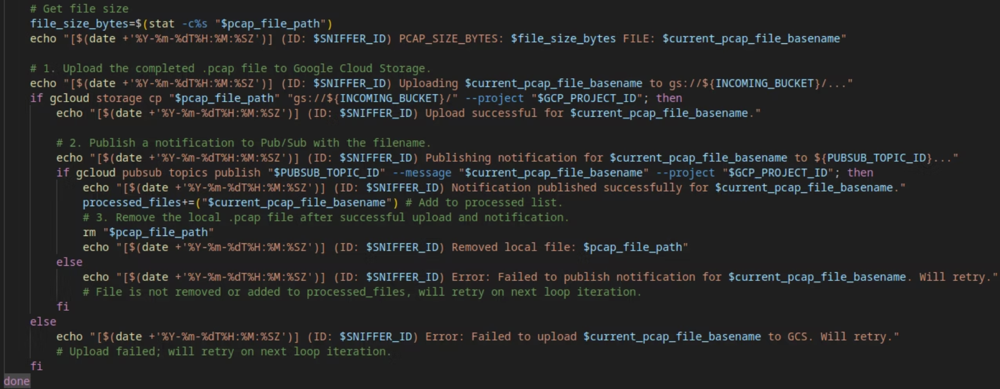 # Get file size
file_size_bytes=$(stat -c%s "$pcap_file_path")
echo "[$(date +'%Y-%m-%dT%H:%M:%SZ')] (ID: $SNIFFER_ID) PCAP_SIZE_BYTES: $file_size_bytes FILE: $current_pcap_file_basename"
# 1. Upload the completed .pcap file to Google Cloud Storage.
echo "[$(date +'%Y-%m-%dT%H:%M:%SZ')] (ID: $SNIFFER_ID) Uploading $current_pcap_file_basename to gs://${INCOMING_BUCKET}/..."
if gcloud storage cp "$pcap_file_path" "gs://${INCOMING_BUCKET}/" --project "$GCP_PROJECT_ID"; then
echo "[$(date +'%Y-%m-%dT%H:%M:%SZ')] (ID: $SNIFFER_ID) Upload successful for $current_pcap_file_basename."
# 2. Publish a notification to Pub/Sub with the filename.
echo "[$(date +'%Y-%m-%dT%H:%M:%SZ')] (ID: $SNIFFER_ID) Publishing notification for $current_pcap_file_basename to ${PUBSUB_TOPIC_ID}..."
if gcloud pubsub topics publish "$PUBSUB_TOPIC_ID" --message "$current_pcap_file_basename" --project "$GCP_PROJECT_ID"; then
echo "[$(date +'%Y-%m-%dT%H:%M:%SZ')] (ID: $SNIFFER_ID) Notification published successfully for $current_pcap_file_basename."
processed_files+=("$current_pcap_file_basename") # Add to processed list.
# 3. Remove the local .pcap file after successful upload and notification.
rm "$pcap_file_path"
echo "[$(date +'%Y-%m-%dT%H:%M:%SZ')] (ID: $SNIFFER_ID) Removed local file: $pcap_file_path"
else
echo "[$(date +'%Y-%m-%dT%H:%M:%SZ')] (ID: $SNIFFER_ID) Error: Failed to publish notification for $current_pcap_file_basename. Will retry."
# File is not removed or added to processed_files, will retry on next loop iteration.
fi
else
echo "[$(date +'%Y-%m-%dT%H:%M:%SZ')] (ID: $SNIFFER_ID) Error: Failed to upload $current_pcap_file_basename to GCS. Will retry."
# Upload failed; will retry on next loop iteration.
fi
done